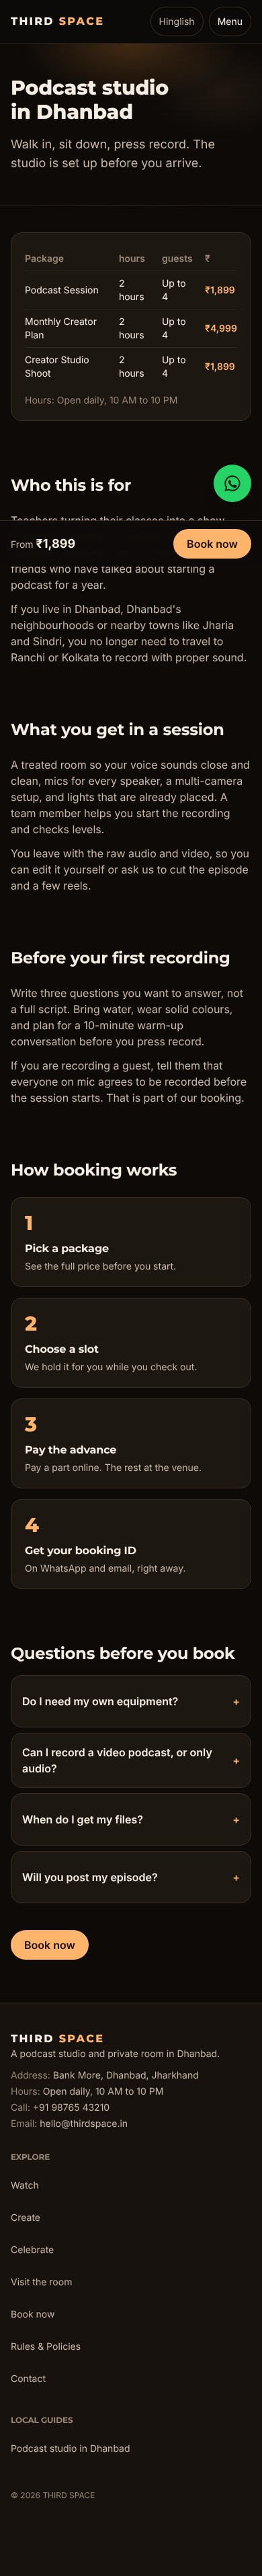 THIRD SPACE
Hinglish
Menu
Podcast studio
in Dhanbad
Walk in, sit down, press record. The
studio is set up before you arrive.
Package hours guests ₹
Podcast Session 2 hours Up to 4 ₹1,899
Monthly Creator Plan 2 hours Up to 4 ₹4,999
Creator Studio Shoot 2 hours Up to 4 ₹1,899
Hours: Open daily, 10 AM to 10 PM
Who this is for
From ₹1,899
Book now
friends who have talked about starting a
podcast for a year.
If you live in Dhanbad, Dhanbad's
neighbourhoods or nearby towns like Jharia
and Sindri, you no longer need to travel to
Ranchi or Kolkata to record with proper sound.
What you get in a session
A treated room so your voice sounds close and
clean, mics for every speaker, a multi-camera
setup, and lights that are already placed. A
team member helps you start the recording
and checks levels.
You leave with the raw audio and video, so you
can edit it yourself or ask us to cut the episode
and a few reels.
Before your first recording
Write three questions you want to answer, not
a full script. Bring water, wear solid colours,
and plan for a 10-minute warm-up
conversation before you press record.
If you are recording a guest, tell them that
everyone on mic agrees to be recorded before
the session starts. That is part of our booking.
How booking works
1
Pick a package
See the full price before you start.
2
Choose a slot
We hold it for you while you check out.
3
Pay the advance
Pay a part online. The rest at the venue.
4
Get your booking ID
On WhatsApp and email, right away.
Questions before you book
Do I need my own equipment? +
Can I record a video podcast, or only
audio? +
When do I get my files? +
Will you post my episode? +
Book now
THIRD SPACE
A podcast studio and private room in Dhanbad.
Address: Bank More, Dhanbad, Jharkhand
Hours: Open daily, 10 AM to 10 PM
Call: +91 98765 43210
Email: hello@thirdspace.in
EXPLORE
Watch
Create
Celebrate
Visit the room
Book now
Rules & Policies
Contact
LOCAL GUIDES
Podcast studio in Dhanbad
© 2026 THIRD SPACE